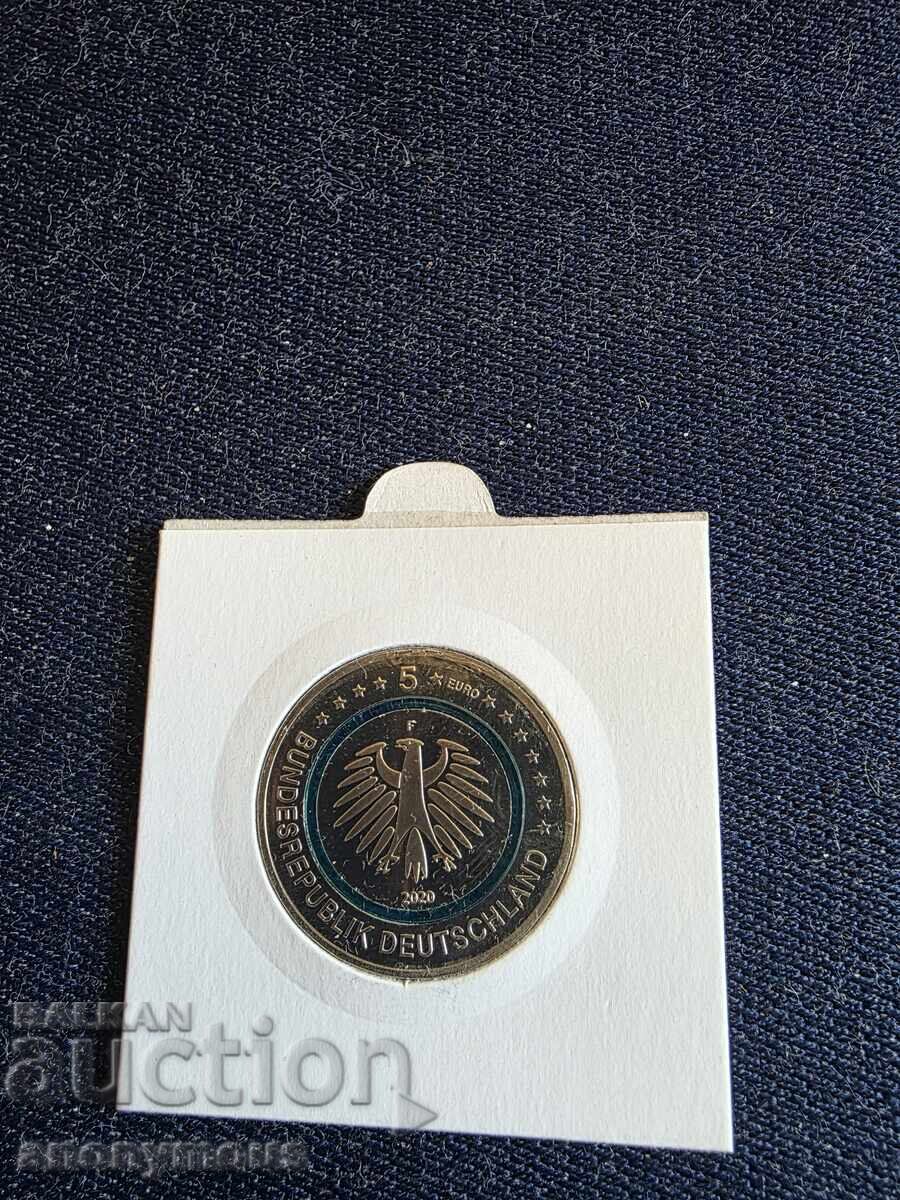 5 EURO
F
BUNDESREPUBLIK DEUTSCHLAND
2020
BALKAN
auction
anonymous